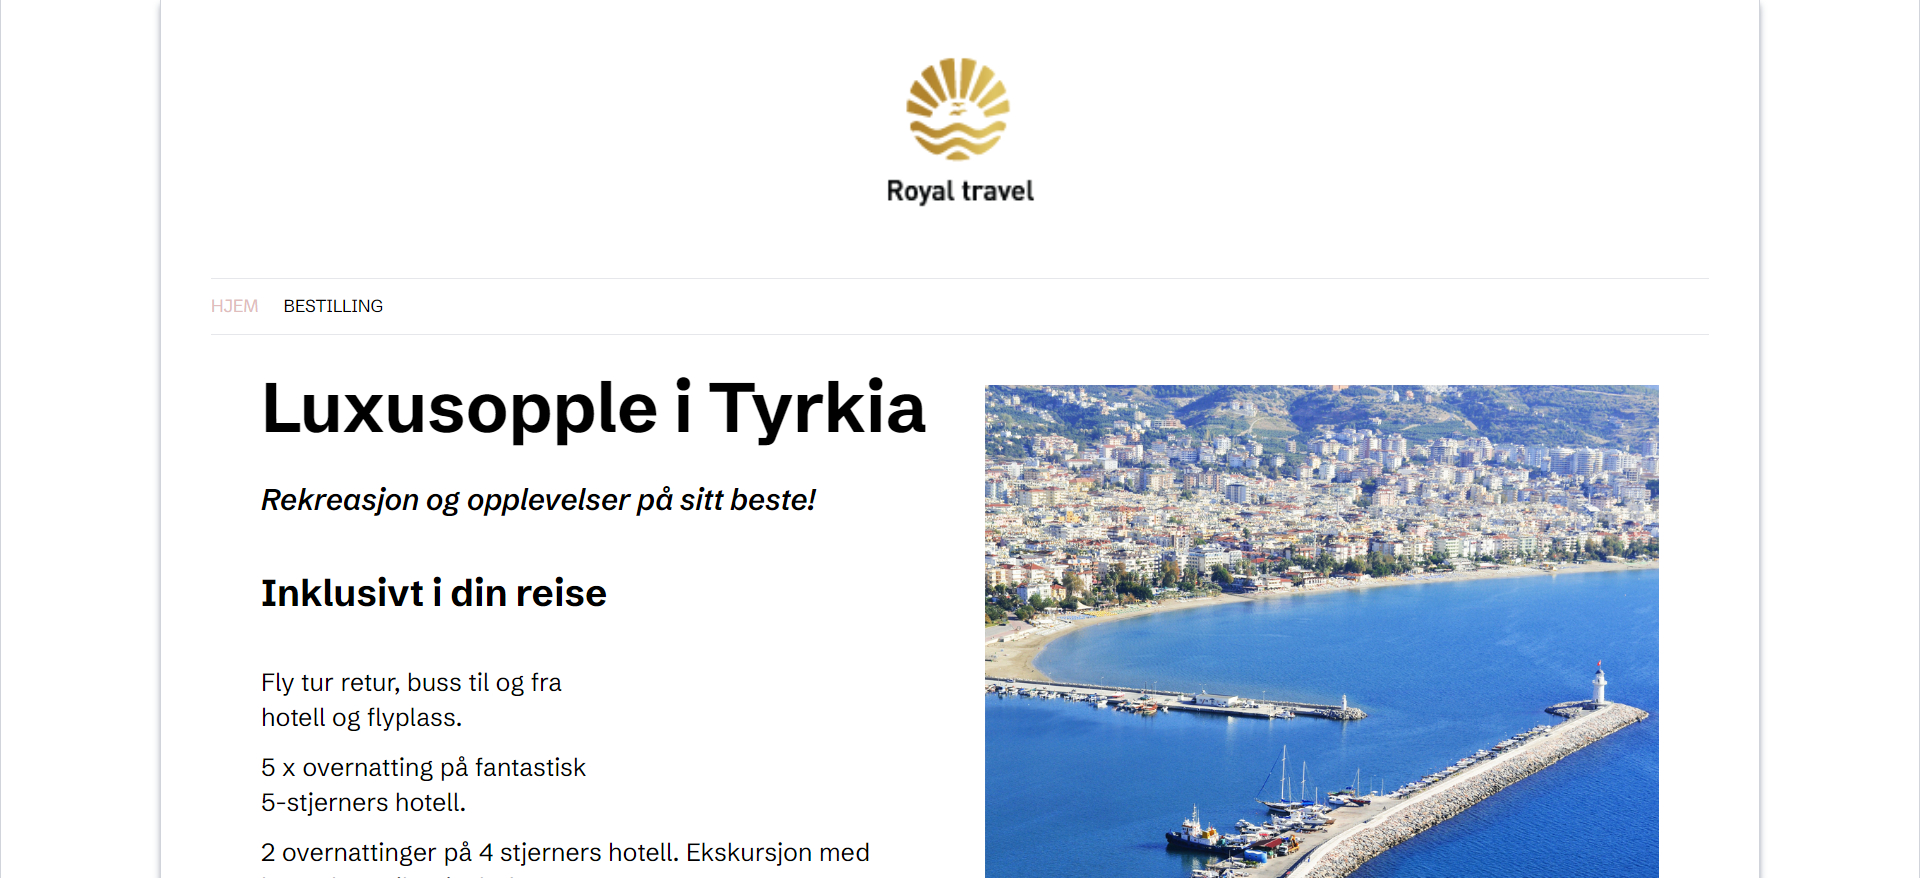 Royal travel
HJEM BESTILLING
Luxusopple i Tyrkia
Rekreasjon og opplevelser på sitt beste!
Inklusivt i din reise
Fly tur retur, buss til og fra
hotell og flyplass.
5 x overnatting på fantastisk
5-stjerners hotell.
2 overnattinger på 4 stjerners hotell. Ekskursjon med